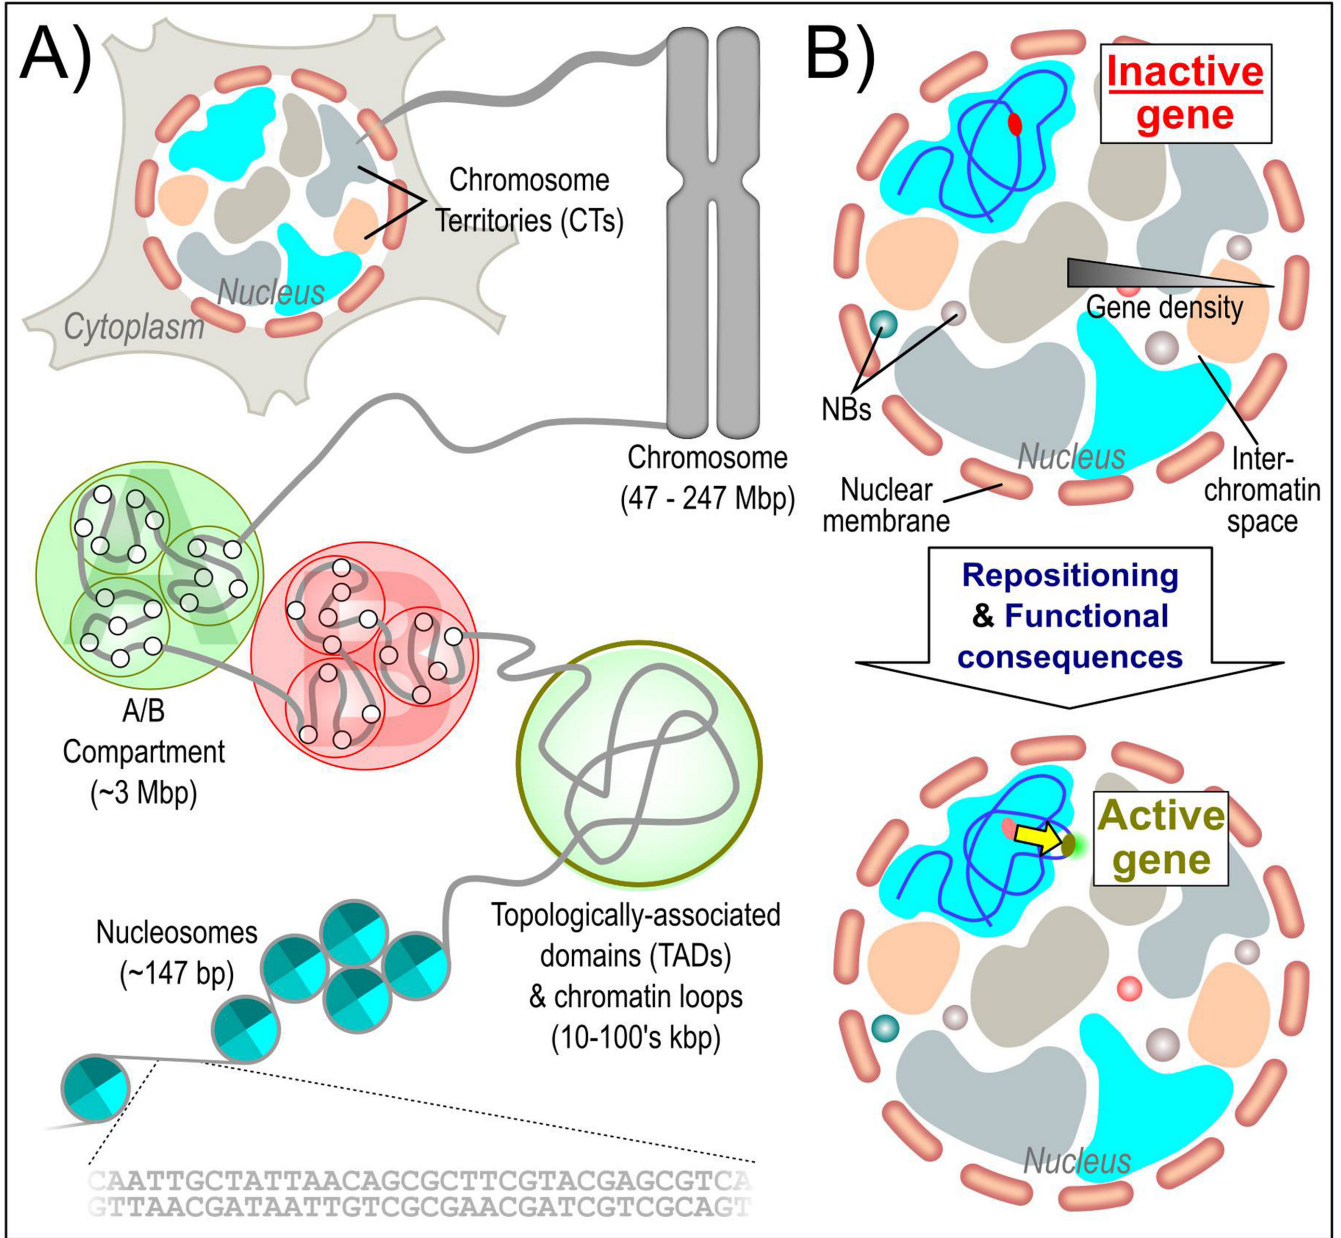 A)
Chromosome
Territories (CTs)
Nucleus
Cytoplasm
Chromosome
(47 - 247 Mbp)
A
B
A/B
Compartment
(~3 Mbp)
Topologically-associated
domains (TADs)
& chromatin loops
(10-100's kbp)
Nucleosomes
(~147 bp)
CAATTGCTATTAACAGCGCTTCGTACGAGCGTCA
GTTAACGATAATTGTCGCGAACGATCGTCGCAGT
B)
Inactive
gene
Gene density
NBs
Nucleus
Nuclear
membrane
Inter-
chromatin
space
Repositioning
& Functional
consequences
Active
gene
Nucleus